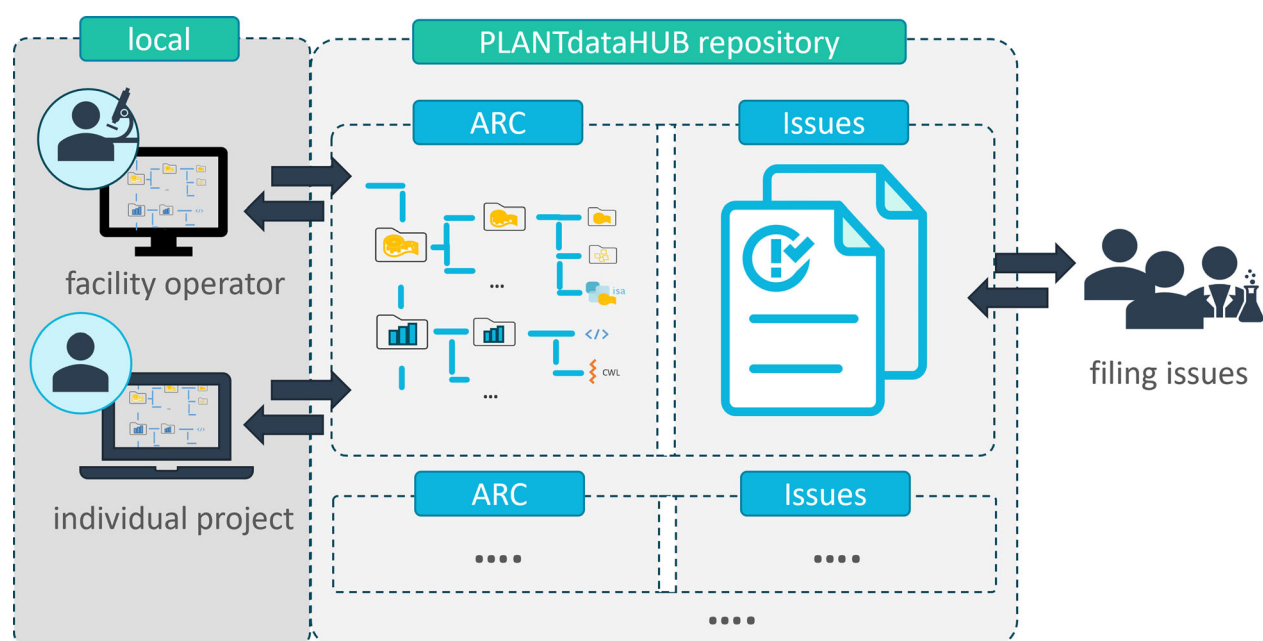 local
PLANTdataHUB repository
ARC
Issues
...
isa
</>
CWL
...
facility operator
individual project
filing issues
ARC
Issues
....
....
....